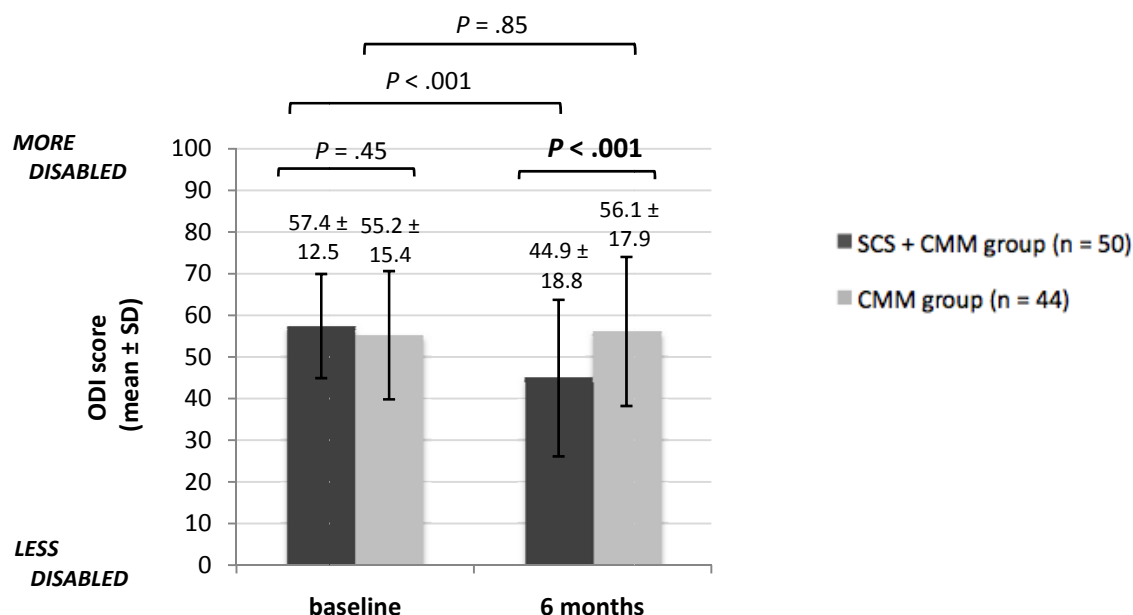 P = .85
P < .001
MORE
DISABLED
P = .45
P < .001
100
90
80
70
60
50
40
30
20
10
0
57.4 ±
12.5
55.2 ±
15.4
44.9 ±
18.8
56.1 ±
17.9
ODI score
(mean ± SD)
LESS
DISABLED
baseline
6 months
SCS + CMM group (n = 50)
CMM group (n = 44)